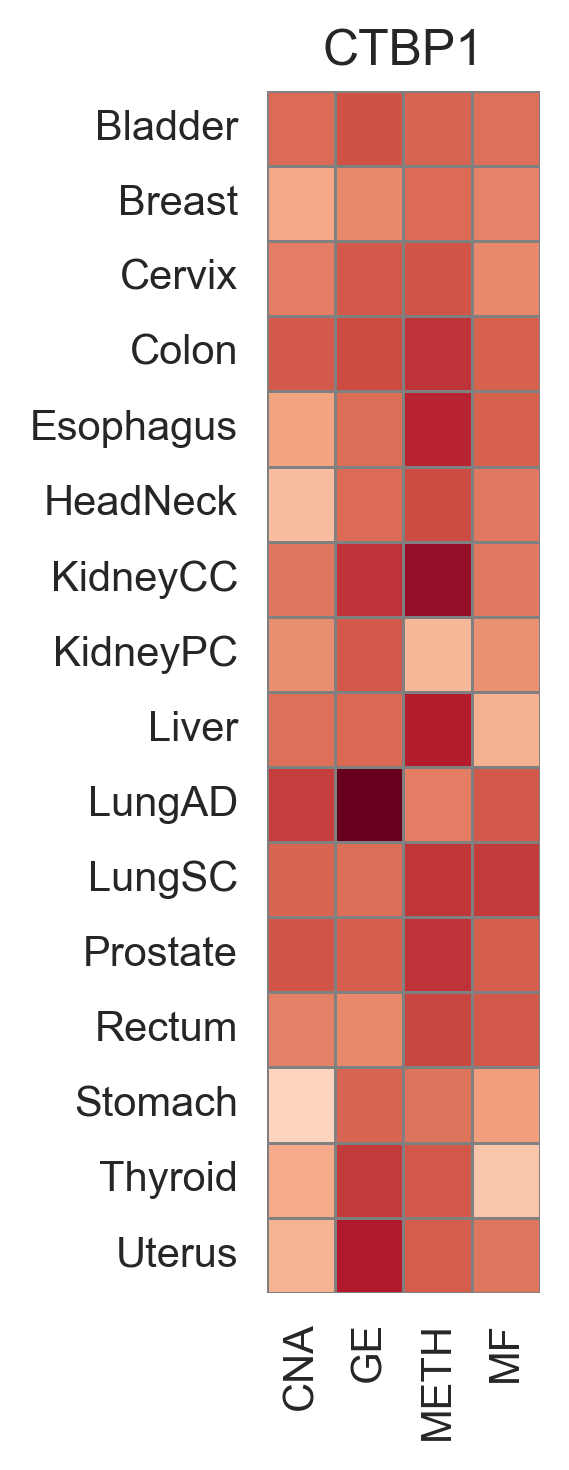 CTBP1
Bladder
Breast
Cervix
Colon
Esophagus
HeadNeck
KidneyCC
KidneyPC
Liver
LungAD
LungSC
Prostate
Rectum
Stomach
Thyroid
Uterus
CNA
GE
METH
MF